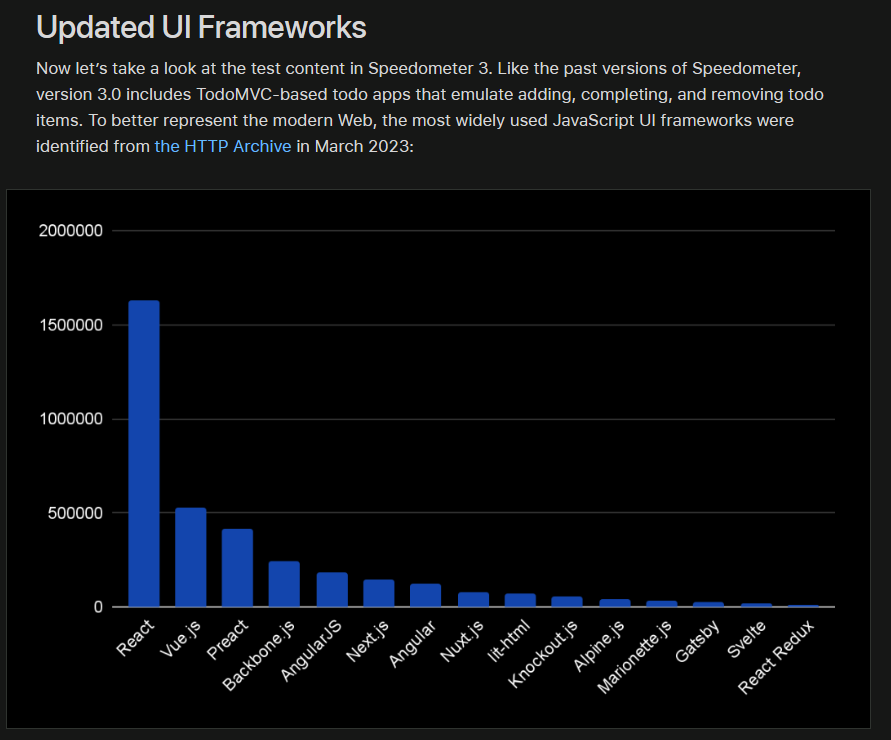 Updated UI Frameworks
Now let’s take a look at the test content in Speedometer 3. Like the past versions of Speedometer,
version 3.0 includes TodoMVC-based todo apps that emulate adding, completing, and removing todo
items. To better represent the modern Web, the most widely used JavaScript UI frameworks were
identified from the HTTP Archive in March 2023:
2000000
1500000
1000000
500000
0
React
Vue.js
Preact
Backbone.js
AngularJS
Next.js
Angular
Nuxt.js
lit-html
Knockout.js
Alpine.js
Marionette.js
Gatsby
Svelte
React Redux